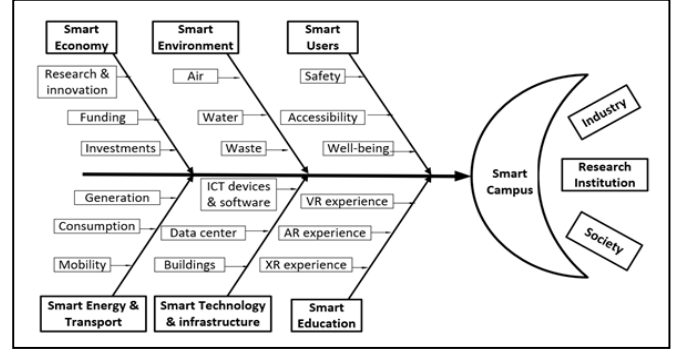 Smart
Economy
Smart
Environment
Smart
Users
Research &
innovation
Funding
Investments
Air
Water
Waste
Safety
Accessibility
Well-being
Smart
Campus
Industry
Research
Institution
Society
Generation
Consumption
Mobility
ICT devices
& software
Data center
Buildings
VR experience
AR experience
XR experience
Smart Energy &
Transport
Smart Technology
& infrastructure
Smart
Education